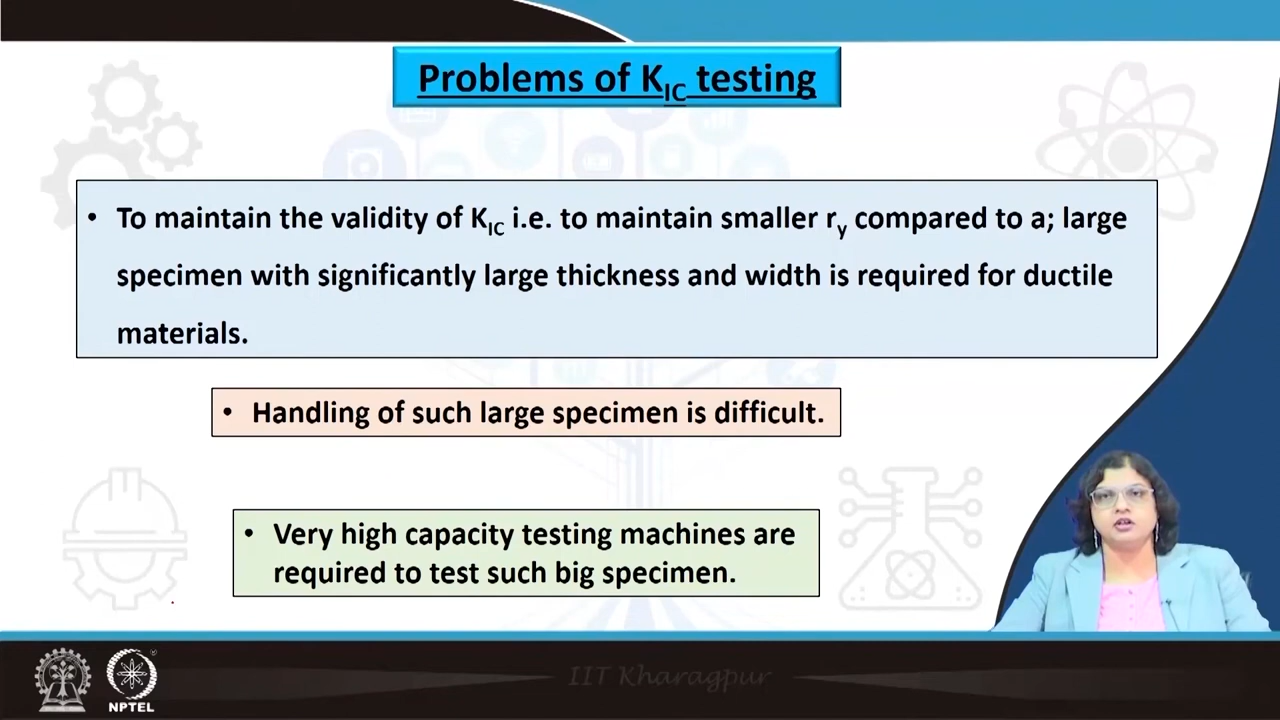 Problems of KIC testing
• To maintain the validity of KIC i.e. to maintain smaller ry compared to a; large
specimen with significantly large thickness and width is required for ductile
materials.
• Handling of such large specimen is difficult.
• Very high capacity testing machines are
required to test such big specimen.
IIT Kharagpur
NPTEL